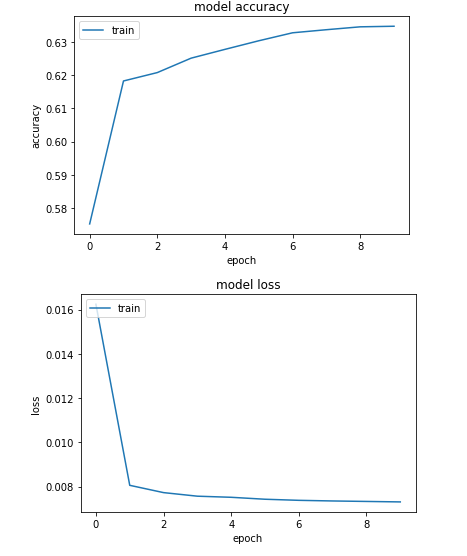 model accuracy
train
0.63
0.62
0.61
0.60
0.59
0.58
accuracy
0 2 4 6 8
epoch
model loss
train
0.016
0.014
0.012
0.010
0.008
loss
0 2 4 6 8
epoch